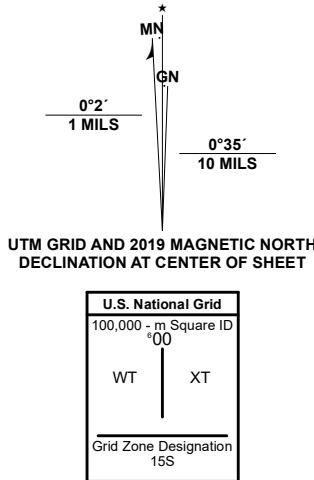 ★
MN
GN
0°2´
1 MILS
0°35´
10 MILS
UTM GRID AND 2019 MAGNETIC NORTH
DECLINATION AT CENTER OF SHEET
U.S. National Grid
100,000 - m Square ID
⁶00
WT XT
Grid Zone Designation
15S